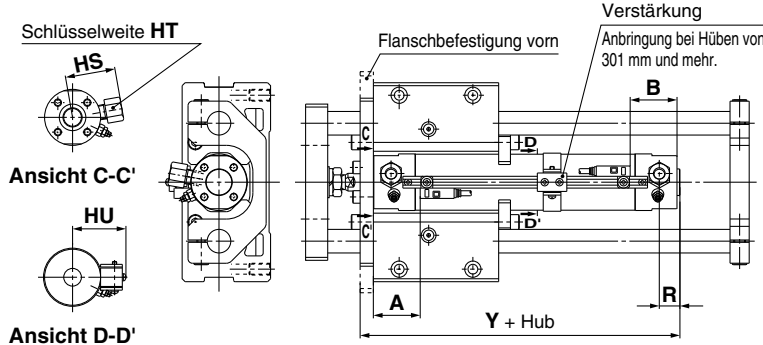 Verstärkung
Schlüsselweite HT
Flanschbefestigung vorn
Anbringung bei Hüben von
301 mm und mehr.
HS
B
C
D
Ansicht C-C'
HU
C'
D'
A
R
Y + Hub
Ansicht D-D'